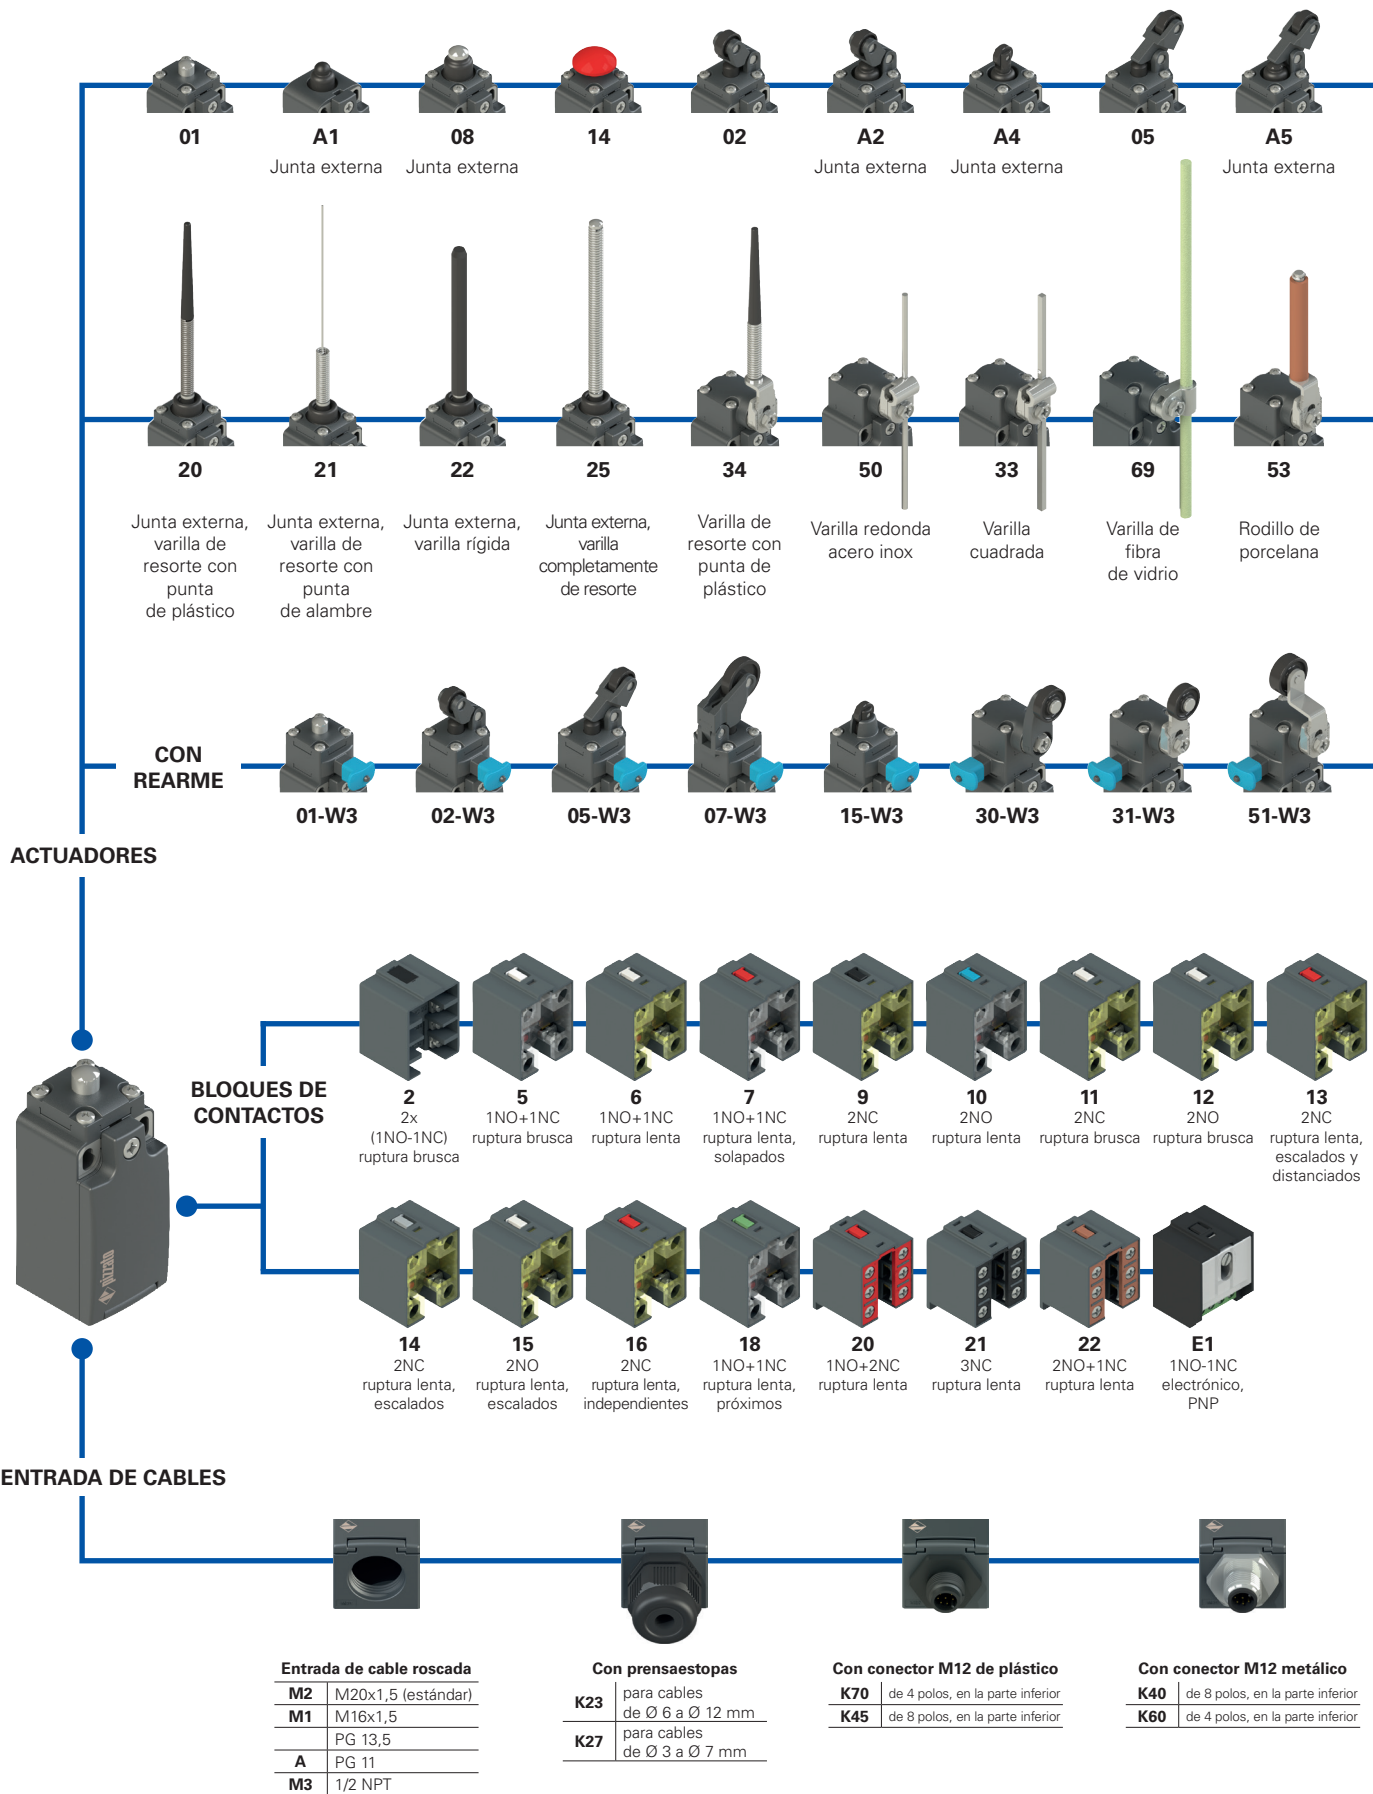 01
A1
08
14
02
A2
A4
05
A5
Junta externa
Junta externa
Junta externa
Junta externa
Junta externa
20
21
22
25
34
50
33
69
53
Junta externa,
varilla de
resorte con
punta
de plástico
Junta externa,
varilla de
resorte con
punta
de alambre
Junta externa,
varilla rígida
Junta externa,
varilla
completamente
de resorte
Varilla de
resorte con
punta de
plástico
Varilla redonda
acero inox
Varilla
cuadrada
Varilla de
fibra
de vidrio
Rodillo de
porcelana
CON
REARME
01-W3
02-W3
05-W3
07-W3
15-W3
30-W3
31-W3
51-W3
ACTUADORES
BLOQUES DE
CONTACTOS
2
2x
(1NO-1NC)
ruptura brusca
5
1NO+1NC
ruptura brusca
6
1NO+1NC
ruptura lenta
7
1NO+1NC
ruptura lenta,
solapados
9
2NC
ruptura lenta
10
2NO
ruptura lenta
11
2NC
ruptura brusca
12
2NO
ruptura brusca
13
2NC
ruptura lenta,
escalados y
distanciados
pizzato
14
2NC
ruptura lenta,
escalados
15
2NO
ruptura lenta,
escalados
16
2NC
ruptura lenta,
independientes
18
1NO+1NC
ruptura lenta,
próximos
20
1NO+2NC
ruptura lenta
21
3NC
ruptura lenta
22
2NO+1NC
ruptura lenta
E1
1NO-1NC
electrónico,
PNP
ENTRADA DE CABLES
Entrada de cable roscada
M2 M20x1,5 (estándar)
M1 M16x1,5
PG 13,5
A PG 11
M3 1/2 NPT
Con prensaestopas
K23 para cables
de Ø 6 a Ø 12 mm
K27 para cables
de Ø 3 a Ø 7 mm
Con conector M12 de plástico
K70 de 4 polos, en la parte inferior
K45 de 8 polos, en la parte inferior
Con conector M12 metálico
K40 de 8 polos, en la parte inferior
K60 de 4 polos, en la parte inferior